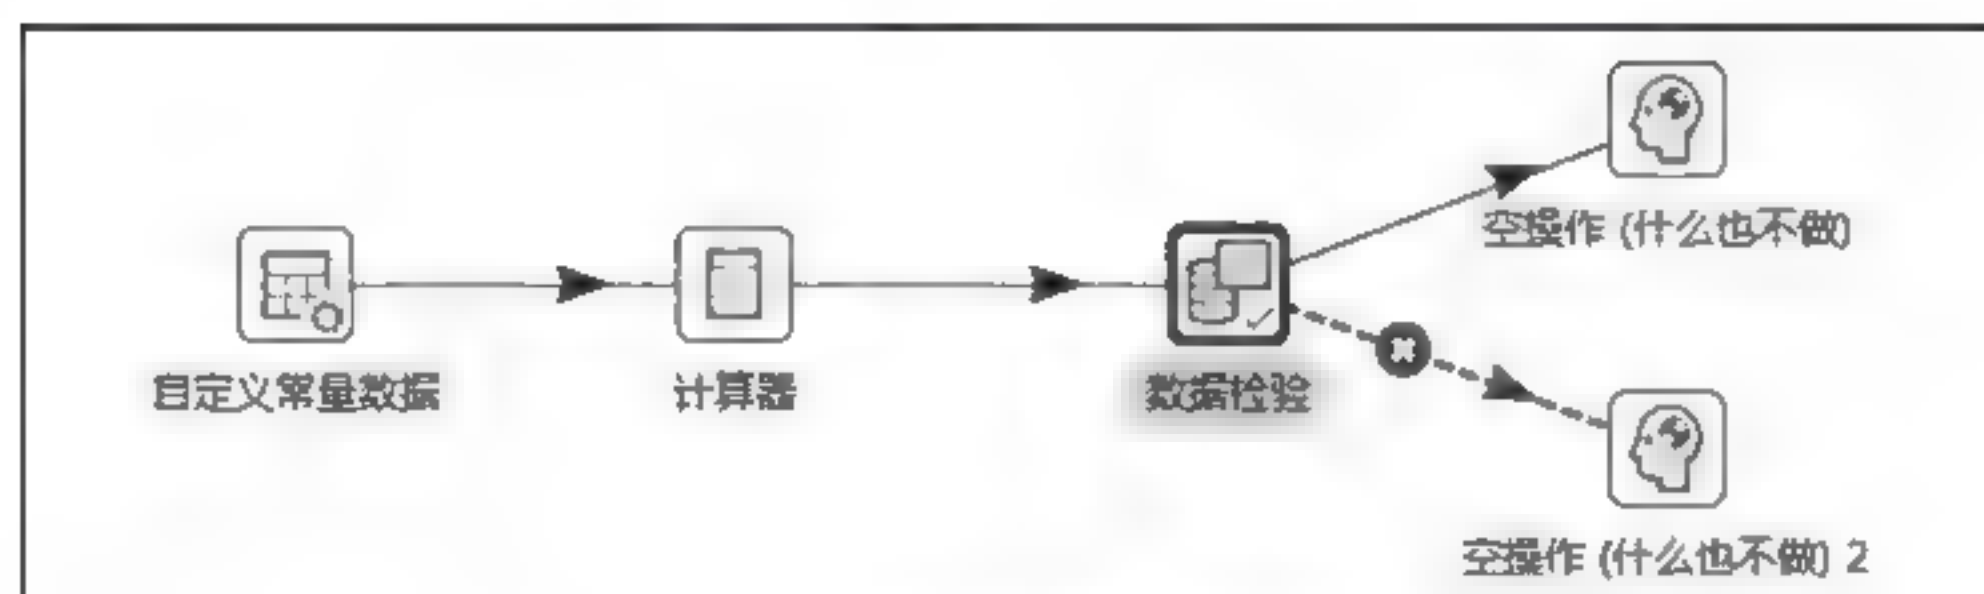 空操作 (什么也不做)
自定义常量数据
计算器
数据检验
空操作 (什么也不做) 2